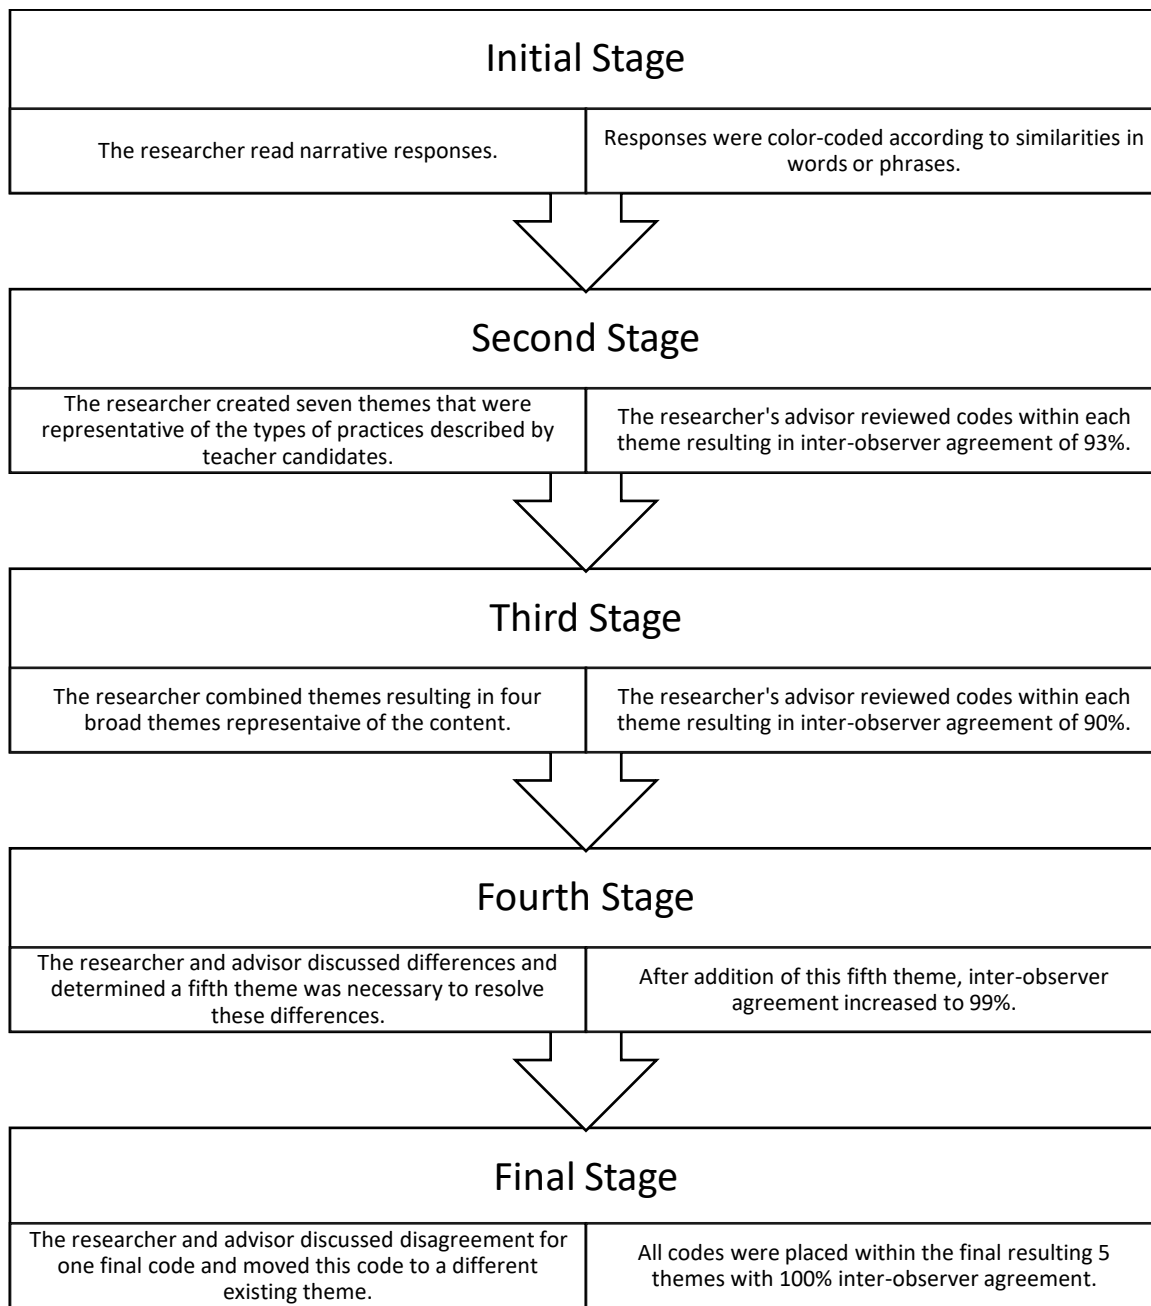 Initial Stage
The researcher read narrative responses.
Responses were color-coded according to similarities in
words or phrases.
Second Stage
The researcher created seven themes that were
representative of the types of practices described by
teacher candidates.
The researcher's advisor reviewed codes within each
theme resulting in inter-observer agreement of 93%.
Third Stage
The researcher combined themes resulting in four
broad themes representaive of the content.
The researcher's advisor reviewed codes within each
theme resulting in inter-observer agreement of 90%.
Fourth Stage
The researcher and advisor discussed differences and
determined a fifth theme was necessary to resolve
these differences.
After addition of this fifth theme, inter-observer
agreement increased to 99%.
Final Stage
The researcher and advisor discussed disagreement for
one final code and moved this code to a different
existing theme.
All codes were placed within the final resulting 5
themes with 100% inter-observer agreement.